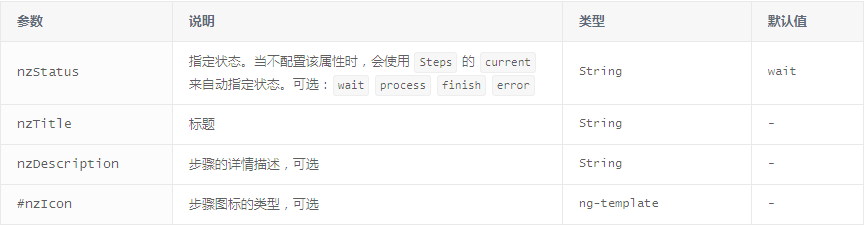 参数 说明 类型 默认值
指定状态。当不配置该属性时，会使用 Steps 的 current
nzStatus String wait
来自动指定状态。可选：wait process finish error
nzTitle 标题 String -
nzDescription 步骤的详情描述，可选 String -
#nzIcon 步骤图标的类型，可选 ng-template -